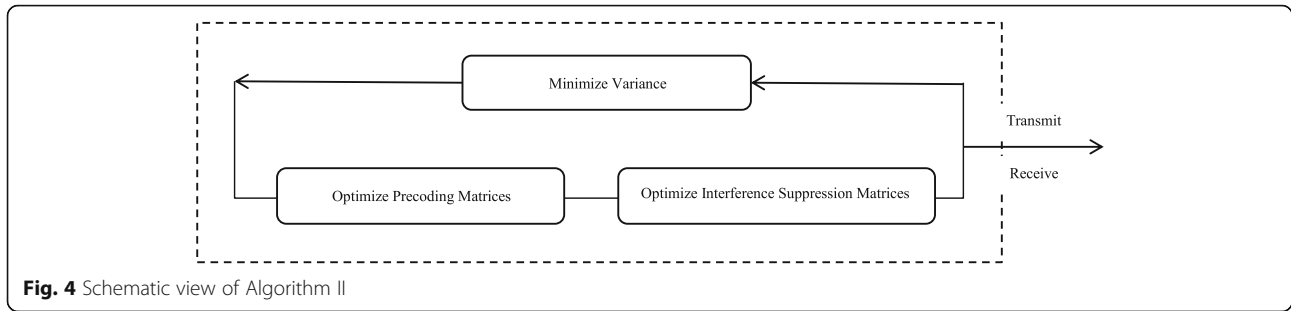 Minimize Variance
Transmit
Optimize Precoding Matrices
Optimize Interference Suppression Matrices
Receive
Fig. 4 Schematic view of Algorithm II